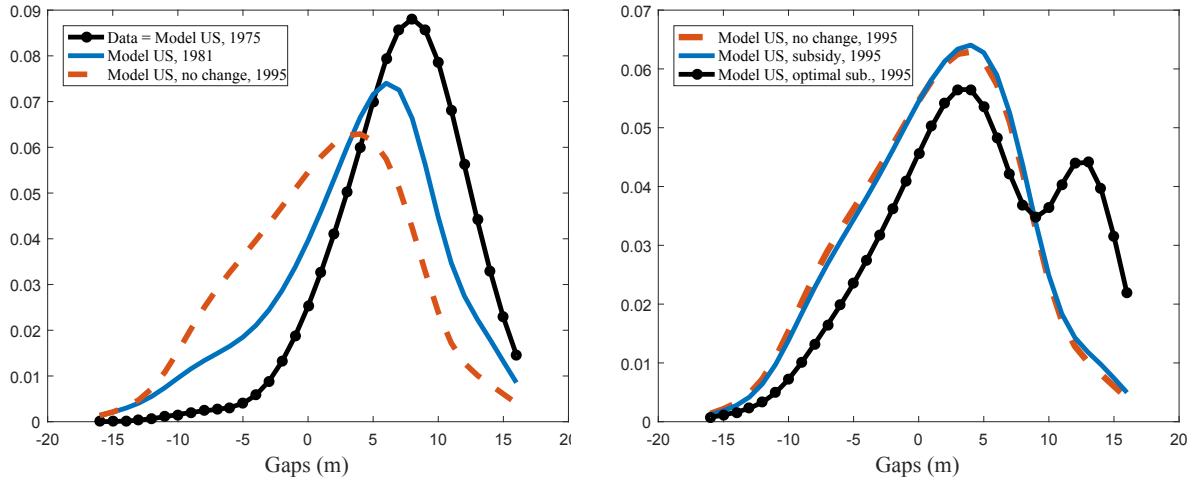 0.09
0.08
0.07
0.06
0.05
0.04
0.03
0.02
0.01
0
Data = Model US, 1975
Model US, 1981
Model US, no change, 1995
-20 -15 -10 -5 0 5 10 15 20
Gaps (m)
0.07
0.06
0.05
0.04
0.03
0.02
0.01
0
Model US, no change, 1995
Model US, subsidy, 1995
Model US, optimal sub., 1995
-20 -15 -10 -5 0 5 10 15 20
Gaps (m)